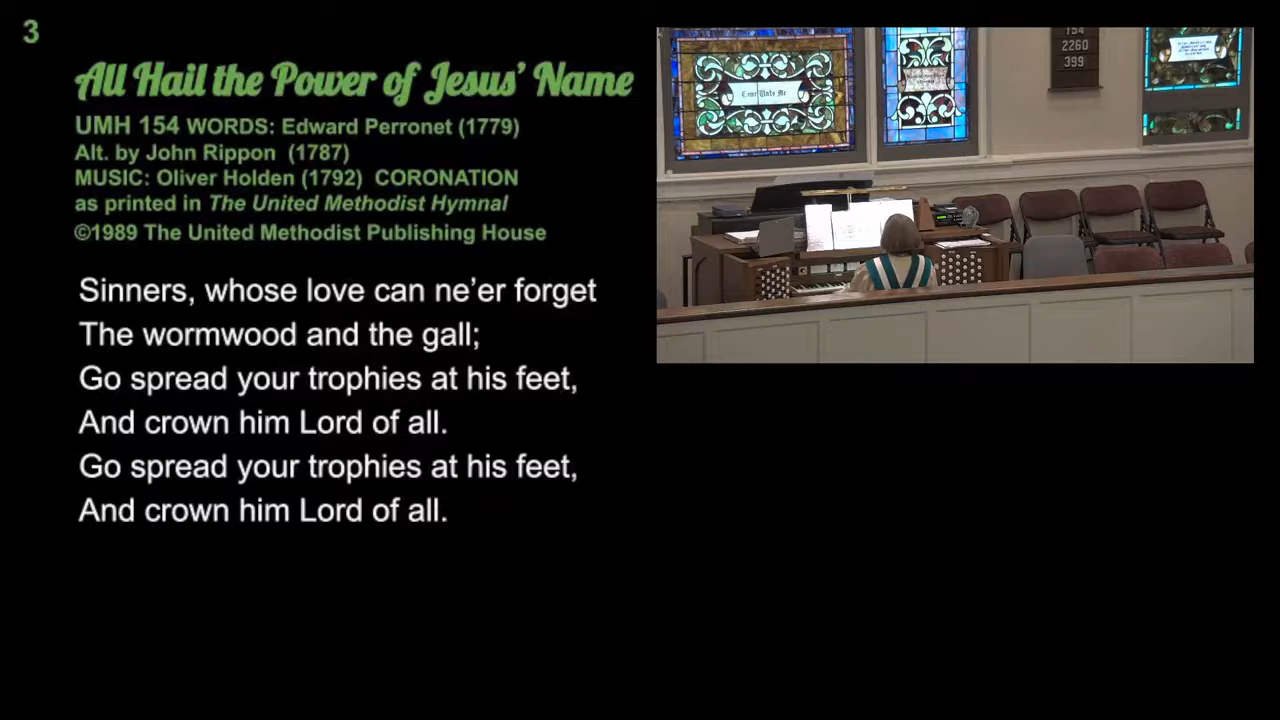 3
All Hail the Power of Jesus’ Name
UMH 154 WORDS: Edward Perronet (1779)
Alt. by John Rippon (1787)
MUSIC: Oliver Holden (1792) CORONATION
as printed in The United Methodist Hymnal
©1989 The United Methodist Publishing House
Sinners, whose love can ne’er forget
The wormwood and the gall;
Go spread your trophies at his feet,
And crown him Lord of all.
Go spread your trophies at his feet,
And crown him Lord of all.
Come Unto Me
154
2260
399